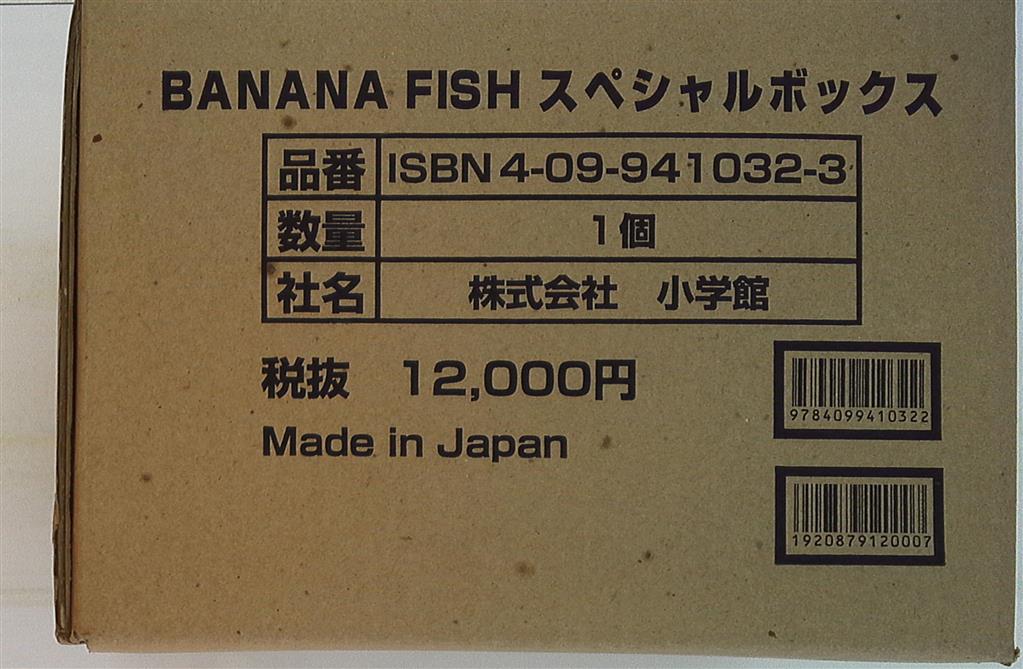 BANANA FISH スペシャルボックス
品番 ISBN4-09-941032-3
数量 1個
社名 株式会社 小学館
税抜 12,000円
Made in Japan
9784099410322
1920879120007